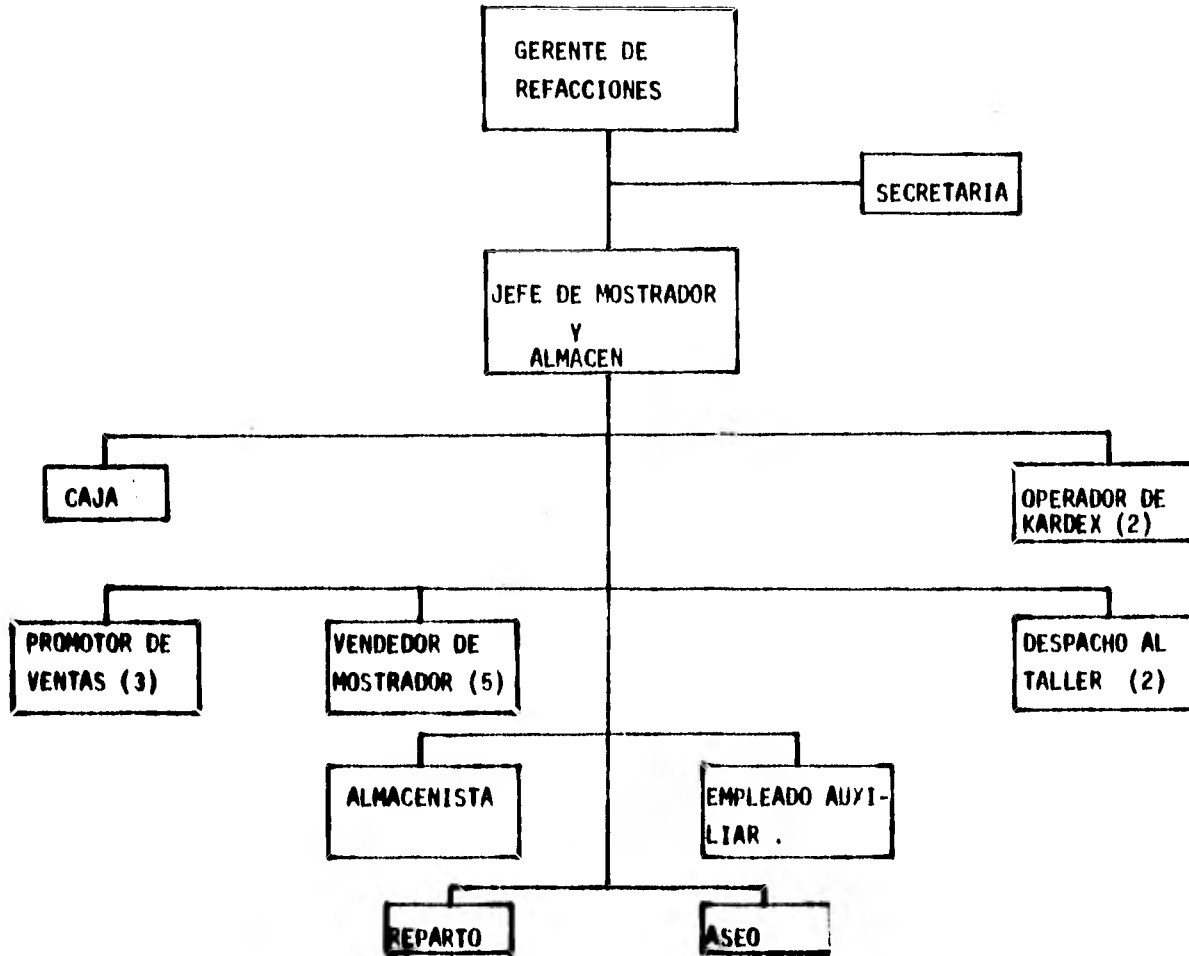 GERENTE DE
REFACCIONES
SECRETARIA
JEFE DE MOSTRADOR
Y
ALMACEN
CAJA
OPERADOR DE
KARDEX (2)
PROMOTOR DE
VENTAS (3)
VENDEDOR DE
MOSTRADOR (5)
DESPACHO AL
TALLER (2)
ALMACENISTA
EMPLEADO AUXI-
LIAR .
REPARTO
ASEO